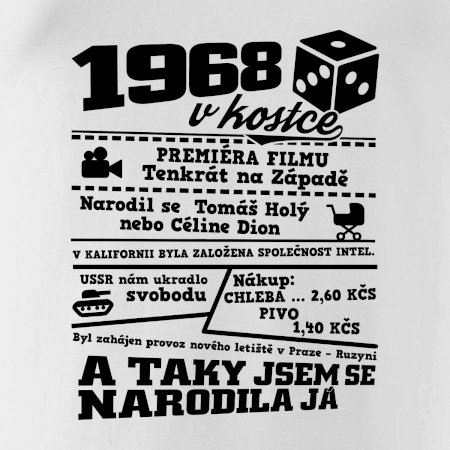 1968
v kostce
PREMIÉRA FILMU
Tenkrát na Západě
Narodil se Tomáš Holý
nebo Céline Dion
V KALIFORNII BYLA ZALOŽENA SPOLEČNOST INTEL.
USSR nám ukradlo
svobodu
Nákup:
CHLEBA ... 2,60 KČS
PIVO
1,40 KČS
Byl zahájen provoz nového letiště v Praze - Ruzyni
A TAKY JSEM SE
NARODILA JÁ